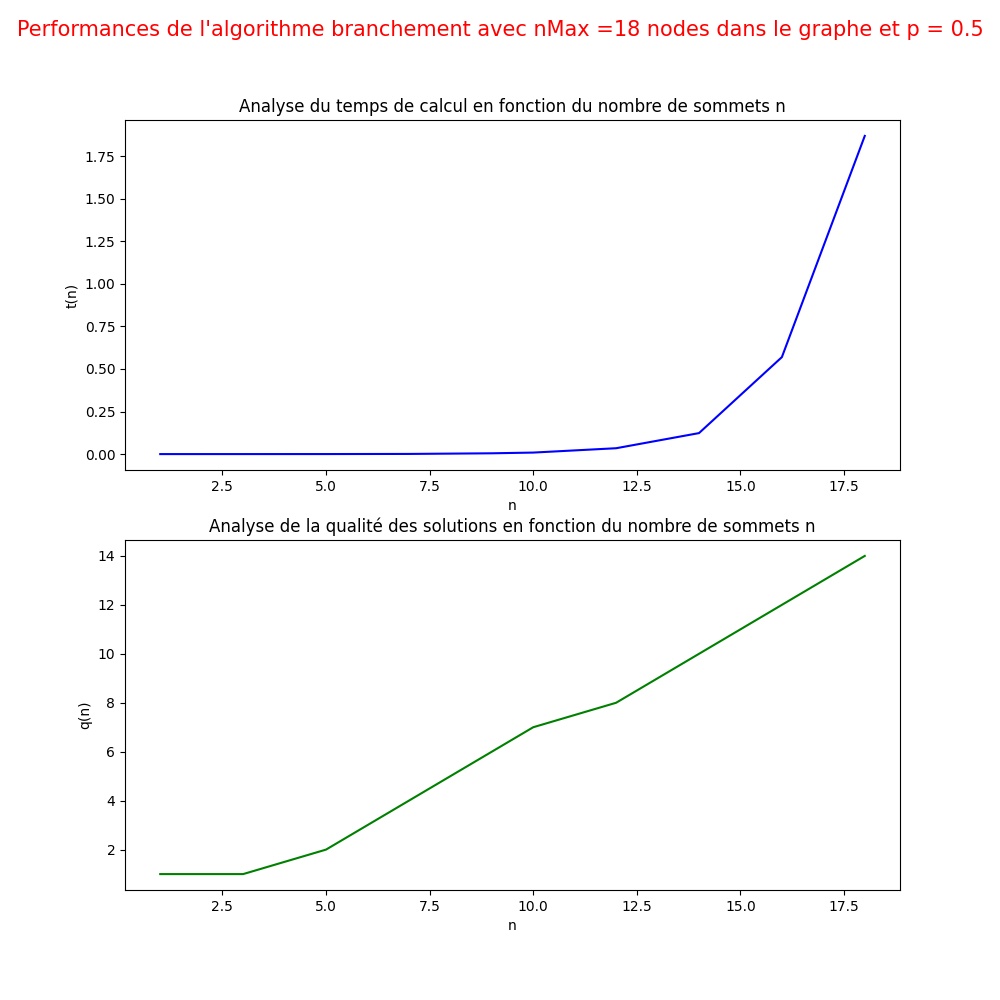 Performances de l'algorithme branchement avec nMax =18 nodes dans le graphe et p = 0.5
Analyse du temps de calcul en fonction du nombre de sommets n
1.75
1.50
1.25
1.00
0.75
0.50
0.25
0.00
t(n)
2.5 5.0 7.5 10.0 12.5 15.0 17.5
n
Analyse de la qualité des solutions en fonction du nombre de sommets n
14
12
10
8
6
4
2
q(n)
2.5 5.0 7.5 10.0 12.5 15.0 17.5
n